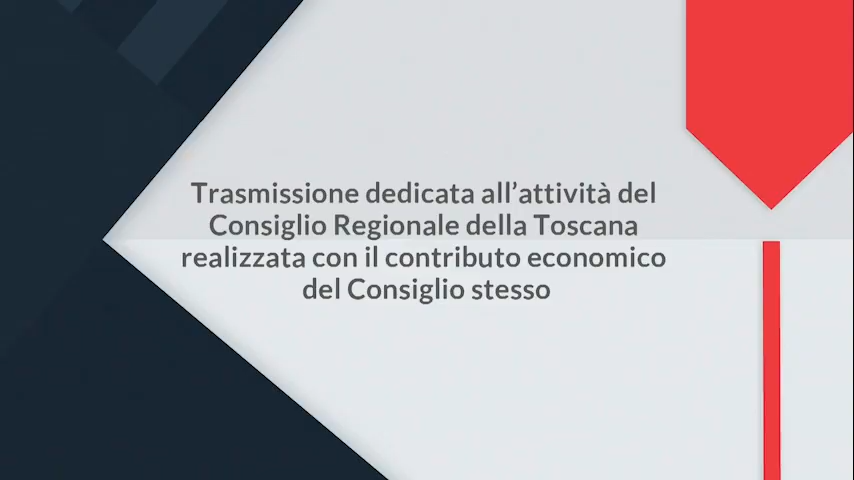 Trasmissione dedicata all’attività del
Consiglio Regionale della Toscana
realizzata con il contributo economico
del Consiglio stesso